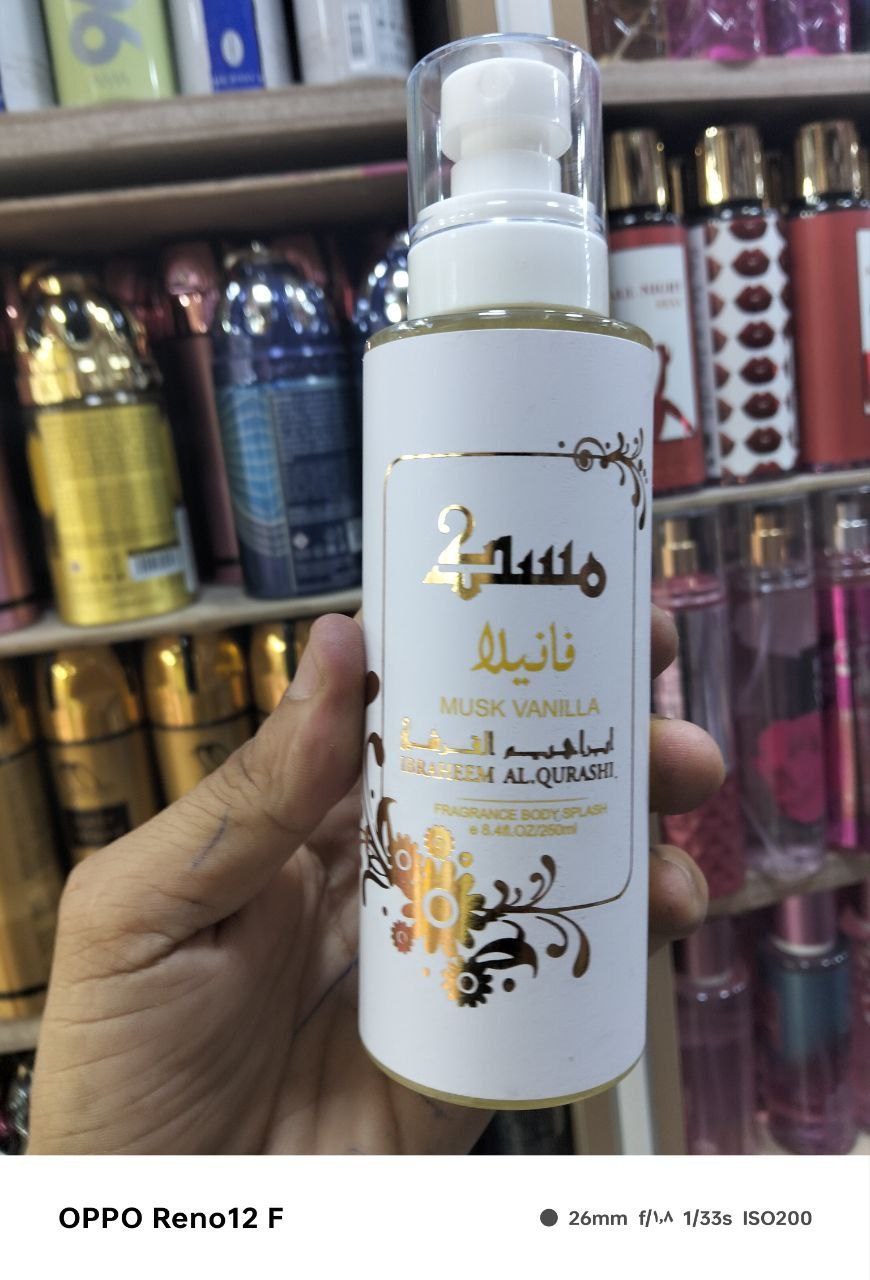 مسك
فانيلا
MUSK VANILLA
ابراهيم القرشي
IBRAHEEM AL.QURASHI
FRAGRANCE BODY SPLASH
e 8.4fl.OZ/250ml
OPPO Reno12 F
26mm f/١٫٨ 1/33s ISO200